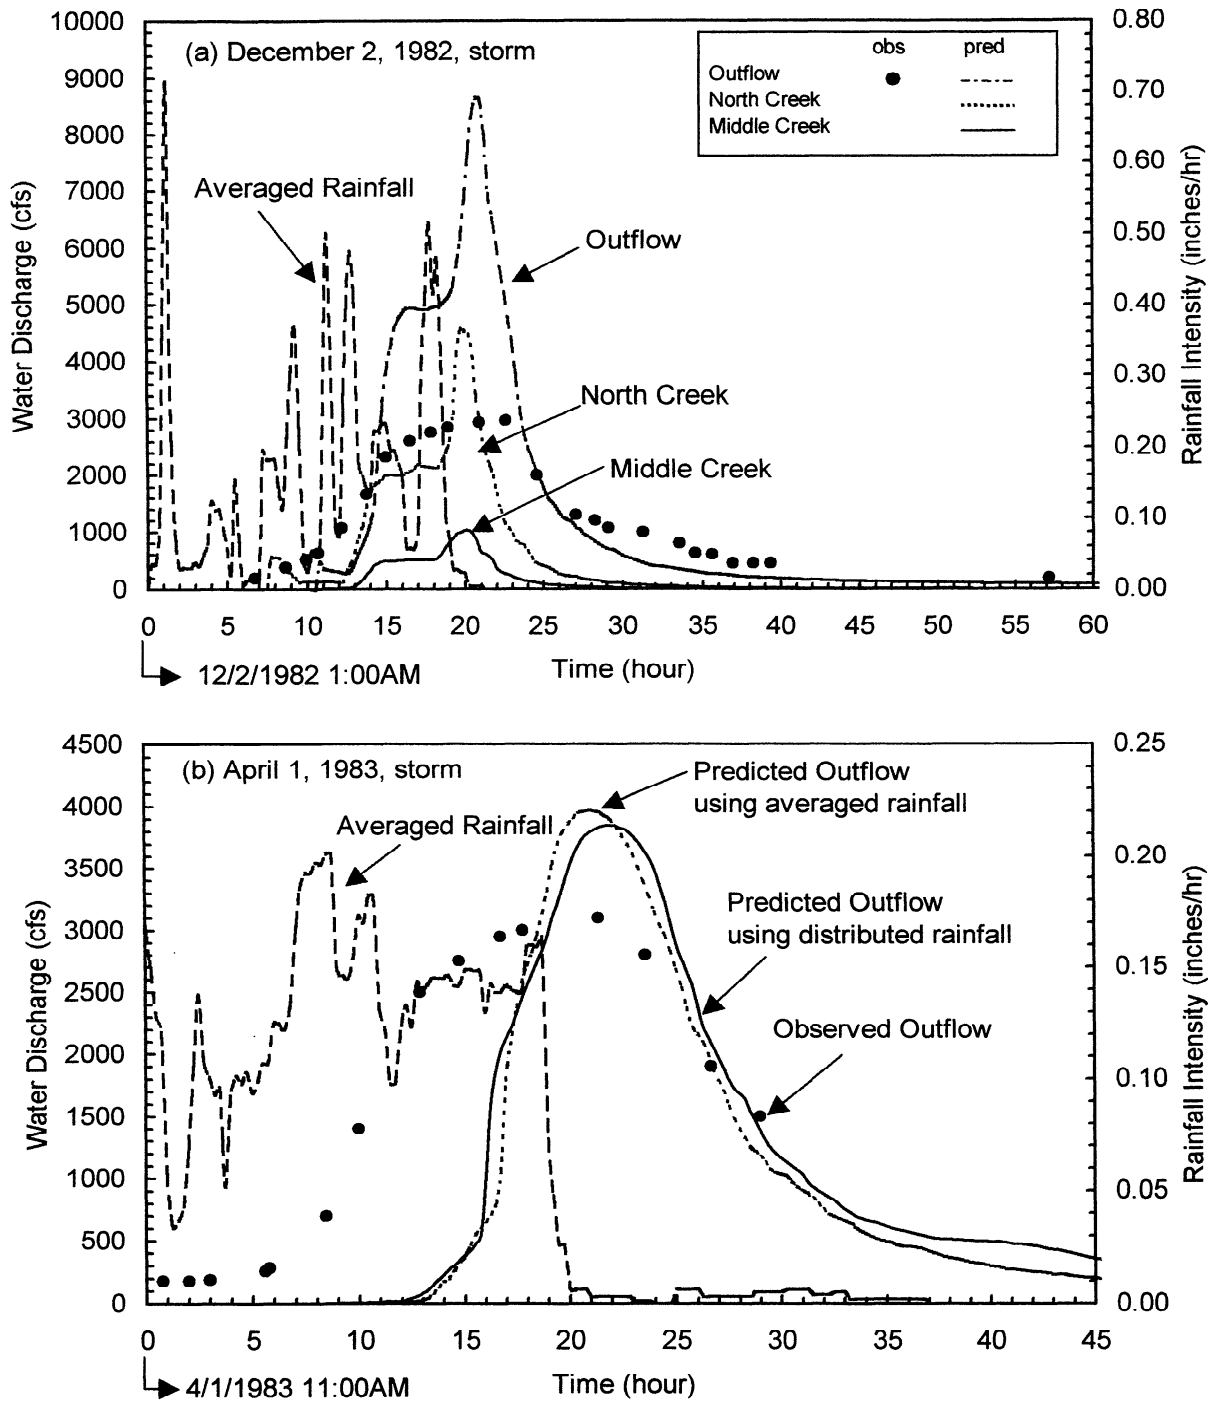 (a) December 2, 1982, storm
obs pred
Outflow
North Creek
Middle Creek
Averaged Rainfall
Outflow
North Creek
Middle Creek
10000
9000
8000
7000
6000
5000
4000
3000
2000
1000
0
Water Discharge (cfs)
0.80
0.70
0.60
0.50
0.40
0.30
0.20
0.10
0.00
Rainfall Intensity (inches/hr)
0 5 10 15 20 25 30 35 40 45 50 55 60
Time (hour)
12/2/1982 1:00AM
(b) April 1, 1983, storm
Predicted Outflow
using averaged rainfall
Averaged Rainfall
Predicted Outflow
using distributed rainfall
Observed Outflow
4500
4000
3500
3000
2500
2000
1500
1000
500
0
Water Discharge (cfs)
0.25
0.20
0.15
0.10
0.05
0.00
Rainfall Intensity (inches/hr)
0 5 10 15 20 25 30 35 40 45
Time (hour)
4/1/1983 11:00AM